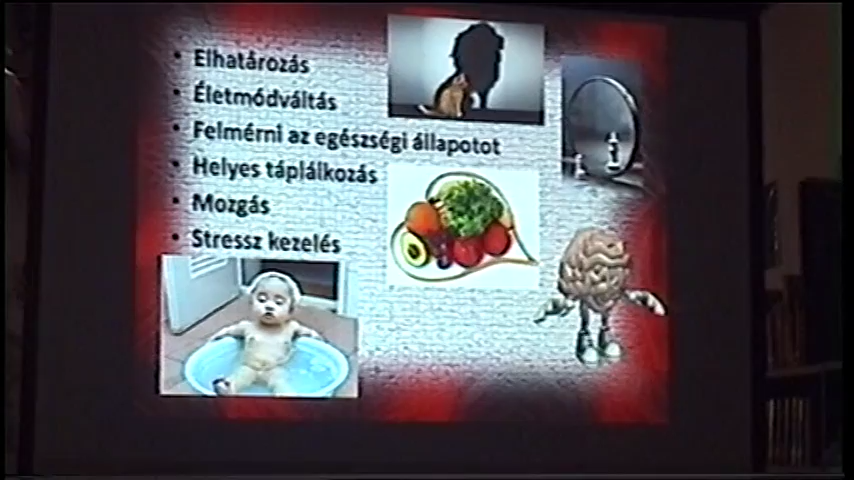 • Elhatározás
• Életmódváltás
• Felmérni az egészségi állapotot
• Helyes táplálkozás
• Mozgás
• Stressz kezelés